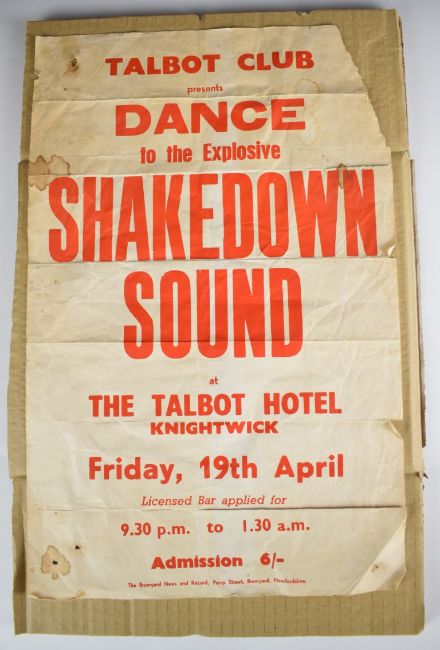 TALBOT CLUB
presents
DANCE
to the Explosive
SHAKEDOWN
SOUND
at
THE TALBOT HOTEL
KNIGHTWICK
Friday, 19th April
Licensed Bar applied for
9.30 p.m. to 1.30 a.m.
Admission 6/-
The Bromyard News and Record, Pump Street, Bromyard, Herefordshire.